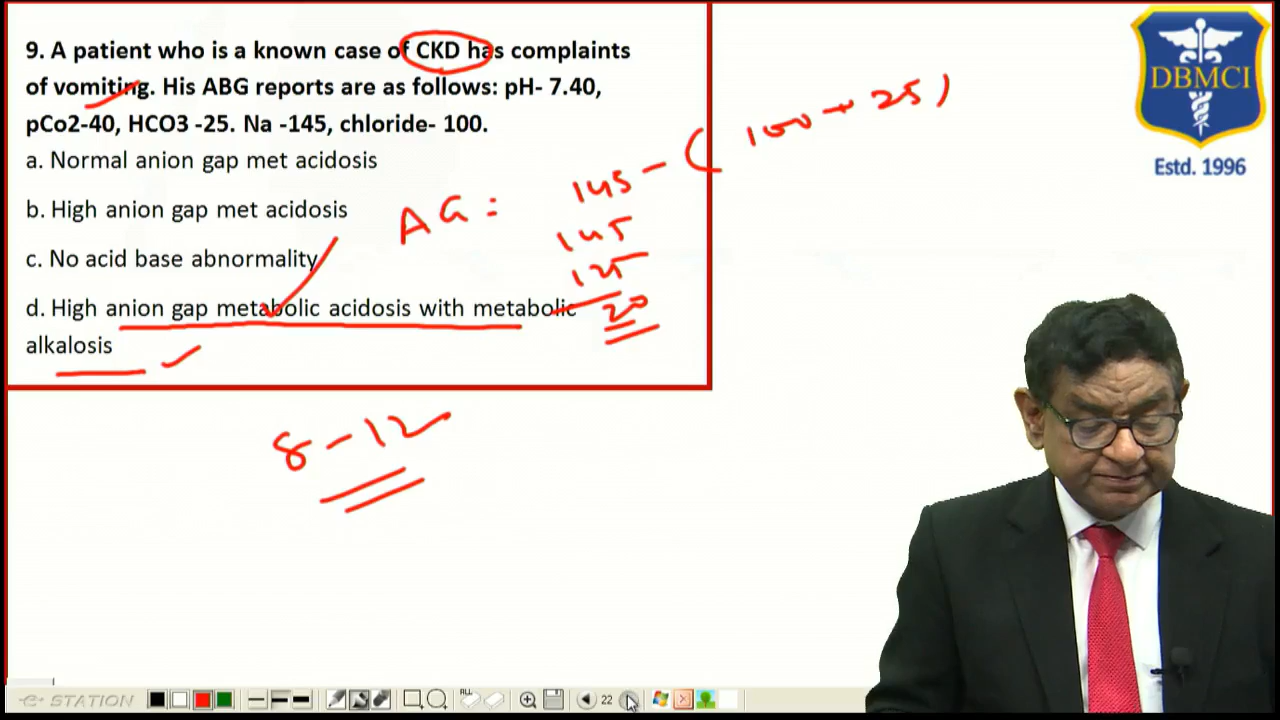 9. A patient who is a known case of CKD has complaints
of vomiting. His ABG reports are as follows: pH- 7.40,
pCo2-40, HCO3 -25. Na -145, chloride- 100.
a. Normal anion gap met acidosis
b. High anion gap met acidosis
c. No acid base abnormality
d. High anion gap metabolic acidosis with metabolic
alkalosis
AG = 145 - (100 + 25)
145
125
20
8-12
DBMCI
Estd. 1996
e-STATION
ALL
22